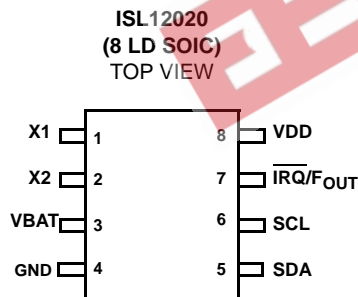 ISL12020
(8 LD SOIC)
TOP VIEW
X1 1 8 VDD
X2 2 7 IRQ/FOUT
VBAT 3 6 SCL
GND 4 5 SDA